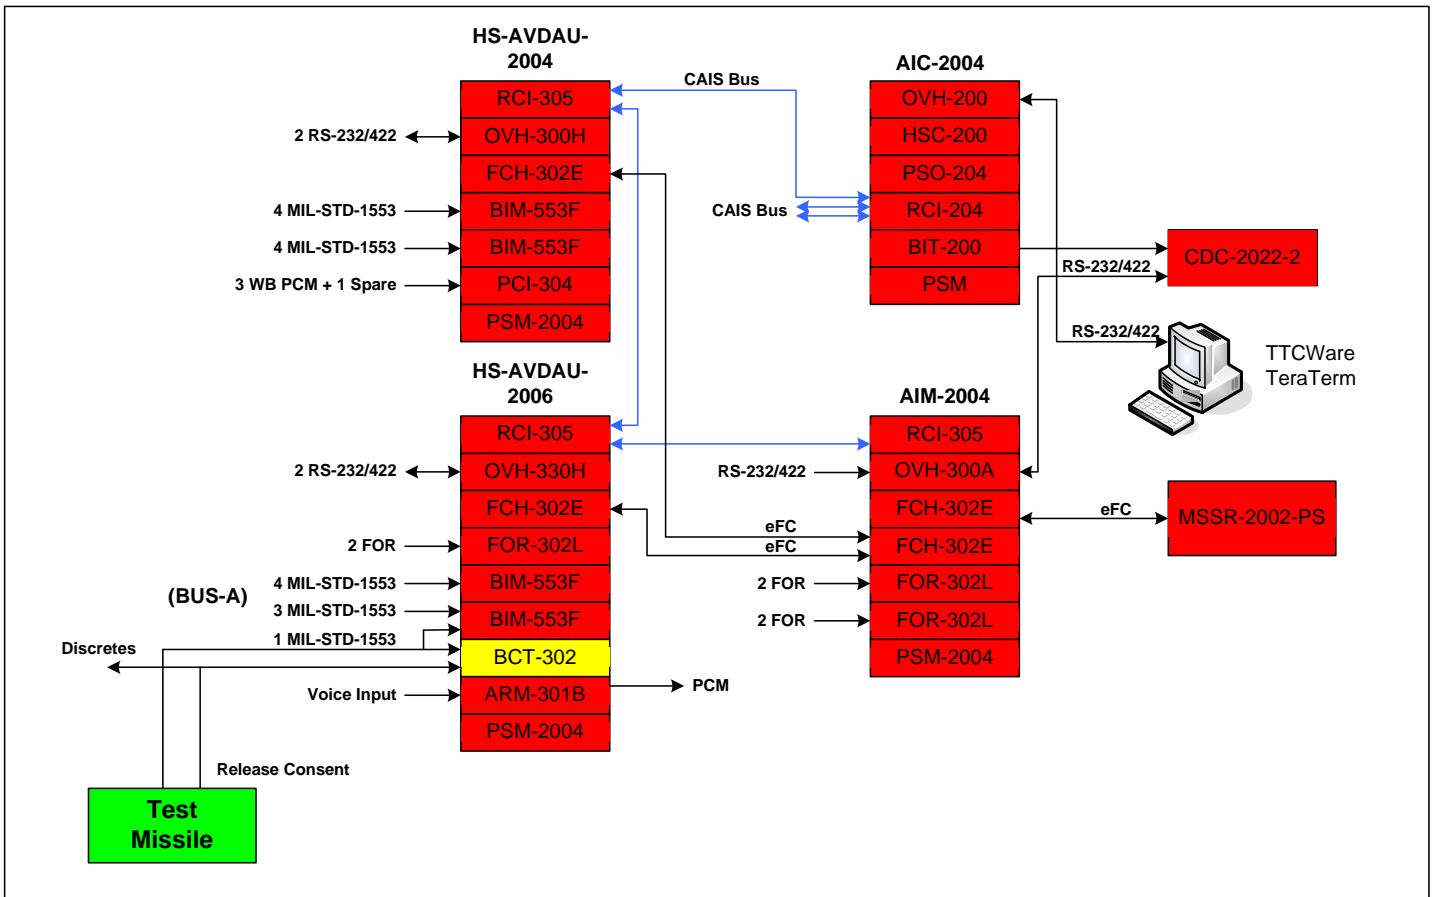 HS-AVDAU-
2004
RCI-305
2 RS-232/422
OVH-300H
FCH-302E
4 MIL-STD-1553
BIM-553F
4 MIL-STD-1553
BIM-553F
3 WB PCM + 1 Spare
PCI-304
PSM-2004
CAIS Bus
CAIS Bus
AIC-2004
OVH-200
HSC-200
PSO-204
RCI-204
BIT-200
PSM
RS-232/422
CDC-2022-2
RS-232/422
TTCWare
TeraTerm
HS-AVDAU-
2006
RCI-305
2 RS-232/422
OVH-330H
FCH-302E
2 FOR
FOR-302L
(BUS-A)
4 MIL-STD-1553
BIM-553F
3 MIL-STD-1553
BIM-553F
1 MIL-STD-1553
BCT-302
Discretes
Voice Input
ARM-301B
PCM
PSM-2004
Release Consent
Test
Missile
AIM-2004
RCI-305
RS-232/422
OVH-300A
FCH-302E
eFC
MSSR-2002-PS
eFC
eFC
FCH-302E
2 FOR
FOR-302L
2 FOR
FOR-302L
PSM-2004